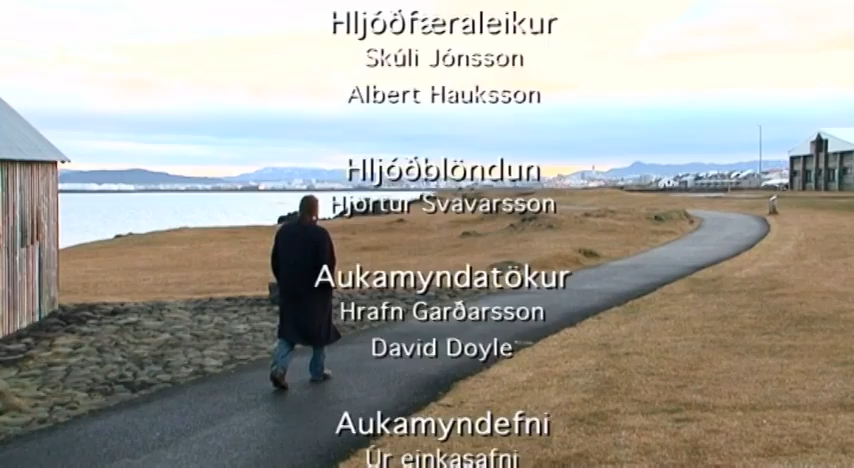 Hljóðfæraleikur
Skúli Jónsson
Albert Hauksson
Hljóðblöndun
Hjörtur Svavarsson
Aukamyndatökur
Hrafn Garðarsson
David Doyle
Aukamyndefni
Úr einkasafni